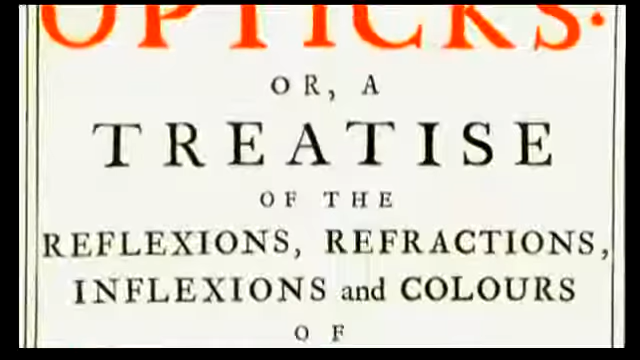 OPTICKS:
OR, A
TREATISE
OF THE
REFLEXIONS, REFRACTIONS,
INFLEXIONS and COLOURS
OF